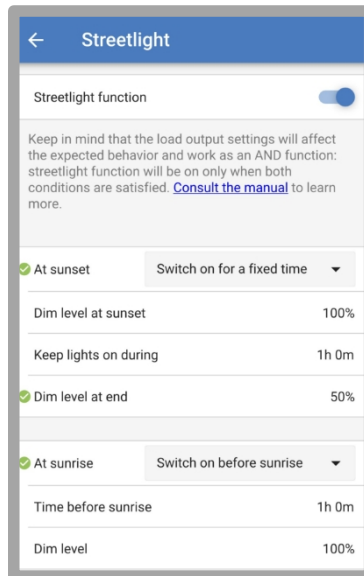 Streetlight
Streetlight function
Keep in mind that the load output settings will affect
the expected behavior and work as an AND function:
streetlight function will be on only when both
conditions are satisfied. Consult the manual to learn
more.
At sunset Switch on for a fixed time
Dim level at sunset 100%
Keep lights on during 1h 0m
Dim level at end 50%
At sunrise Switch on before sunrise
Time before sunrise 1h 0m
Dim level 100%